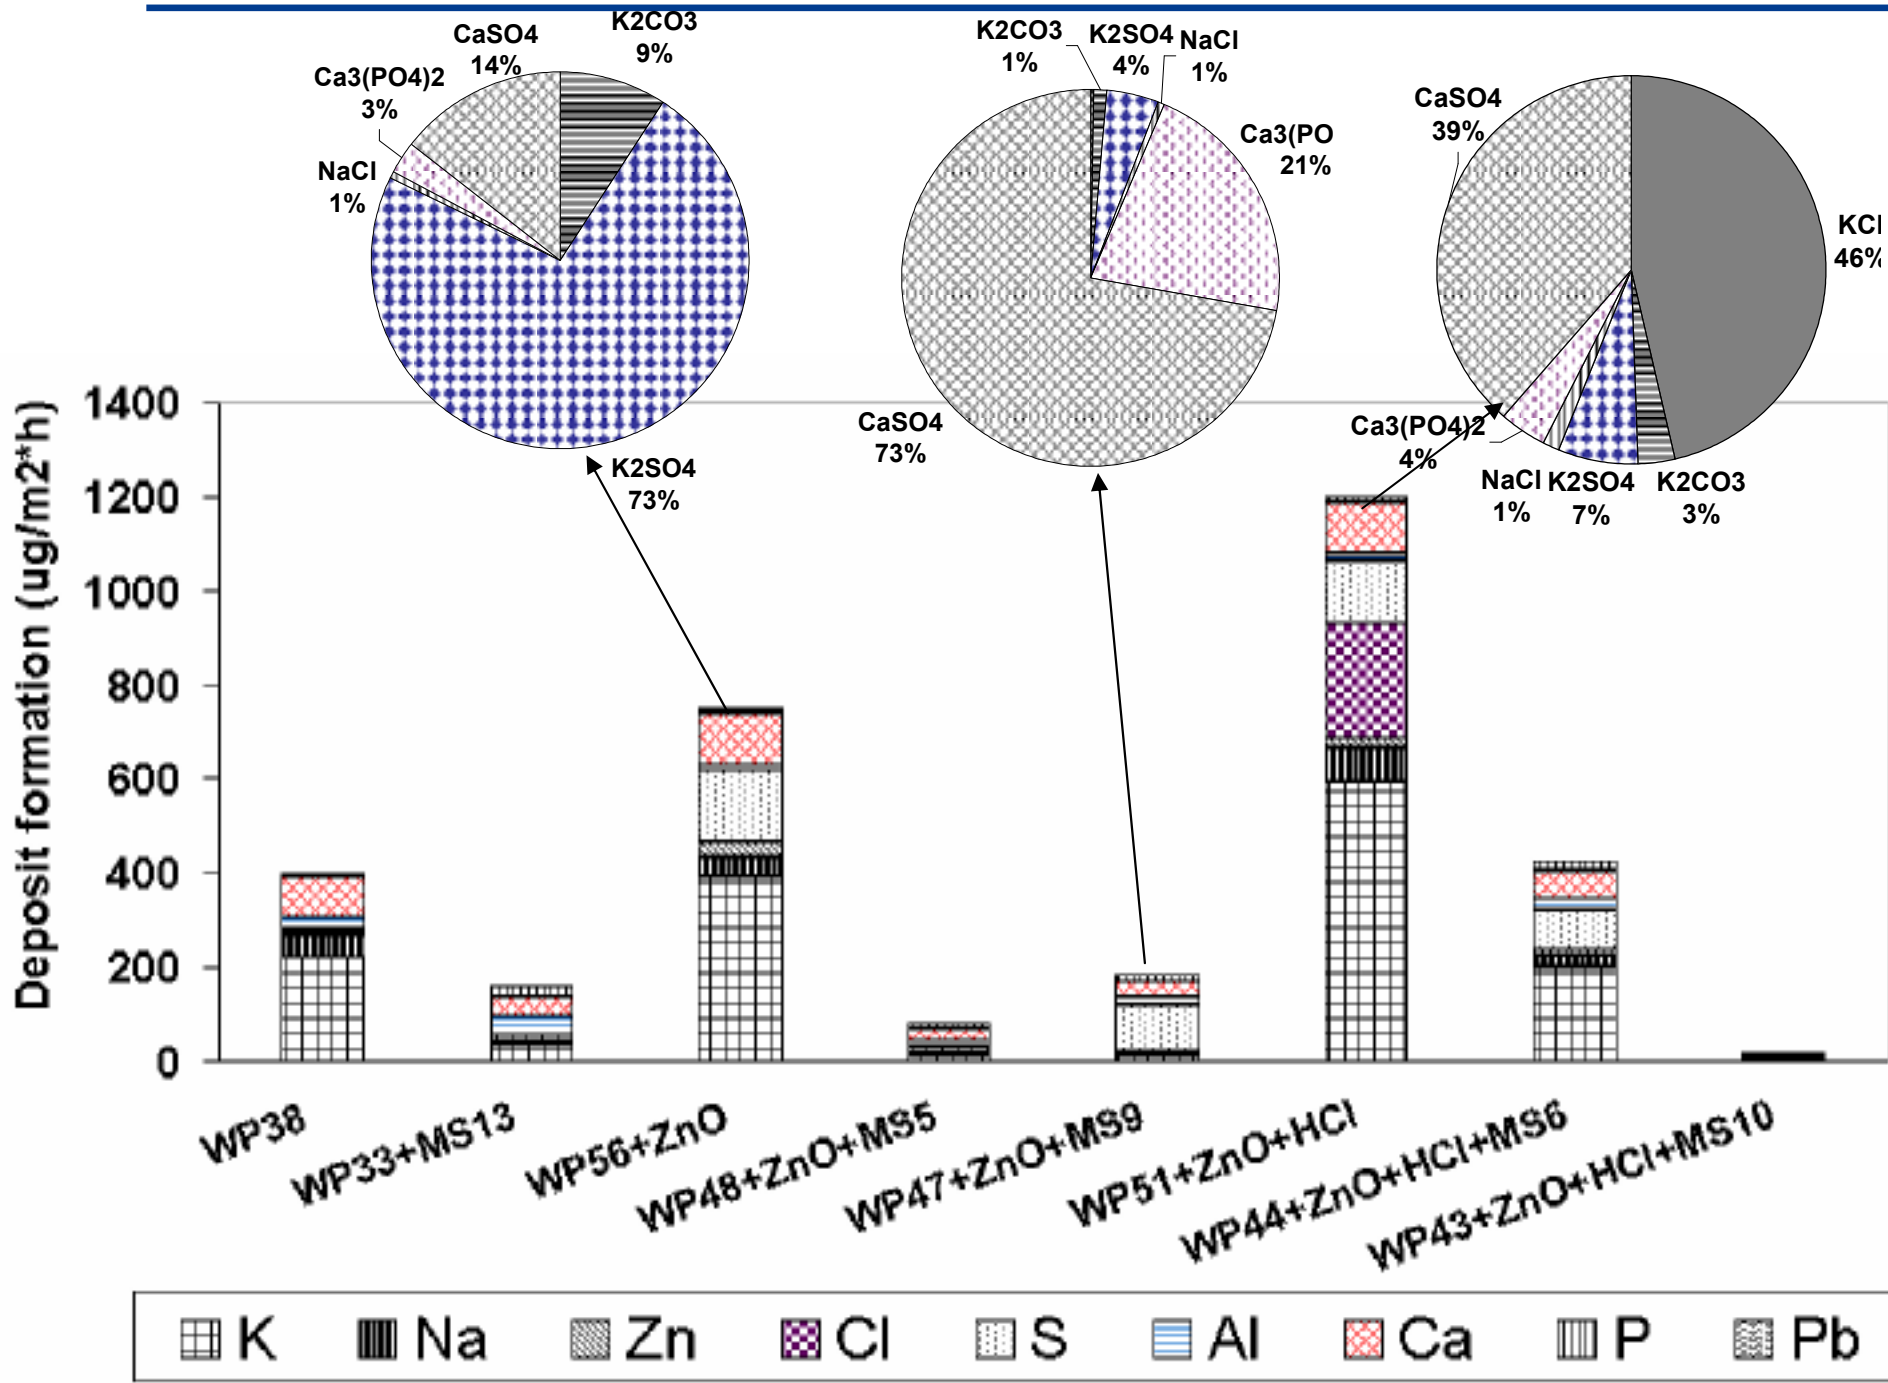 K2CO3
9%
CaSO4
14%
Ca3(PO4)2
3%
NaCl
1%
K2SO4
73%
K2CO3
1%
K2SO4
4%
NaCl
1%
Ca3(PO
21%
CaSO4
73%
CaSO4
39%
KCl
46%
Ca3(PO4)2
4%
NaCl
1%
K2SO4
7%
K2CO3
3%
Deposit formation (ug/m2*h)
1400
1200
1000
800
600
400
200
0
WP38
WP33+MS13
WP56+ZnO
WP48+ZnO+MS5
WP47+ZnO+MS9
WP51+ZnO+HCl
WP44+ZnO+HCl+MS6
WP43+ZnO+HCl+MS10
K Na Zn Cl S Al Ca P Pb